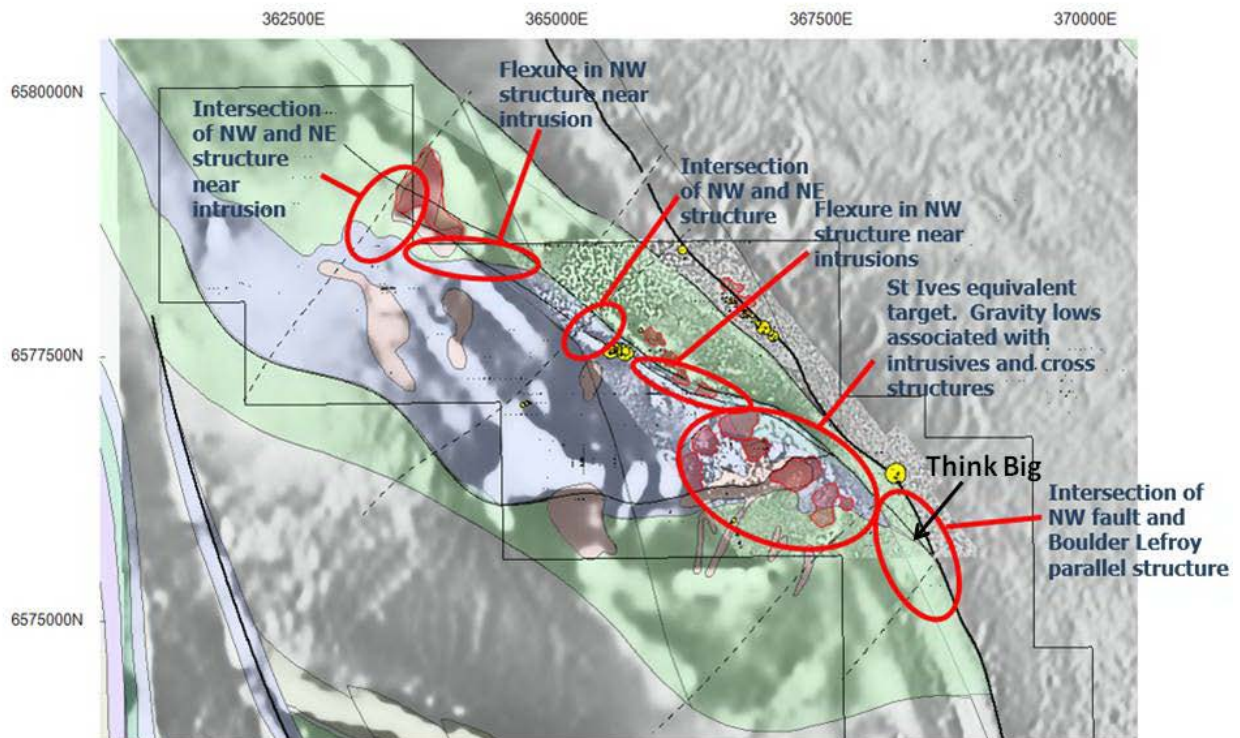 362500E
365000E
367500E
370000E
6580000N
6577500N
6575000N
Intersection
of NW and NE
structure
near
intrusion
Flexure in NW
structure near
intrusion
Intersection
of NW and NE
structure
Flexure in NW
structure near
intrusions
St Ives equivalent
target. Gravity lows
associated with
intrusives and cross
structures
Think Big
Intersection of
NW fault and
Boulder Lefroy
parallel structure